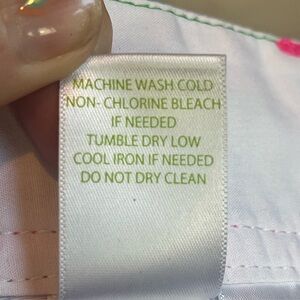 MACHINE WASH COLD
NON- CHLORINE BLEACH
IF NEEDED
TUMBLE DRY LOW
COOL IRON IF NEEDED
DO NOT DRY CLEAN